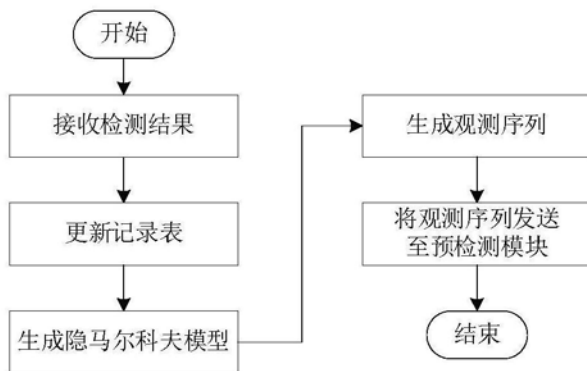 开始
接收检测结果
更新记录表
生成隐马尔科夫模型
生成观测序列
将观测序列发送
至预检测模块
结束